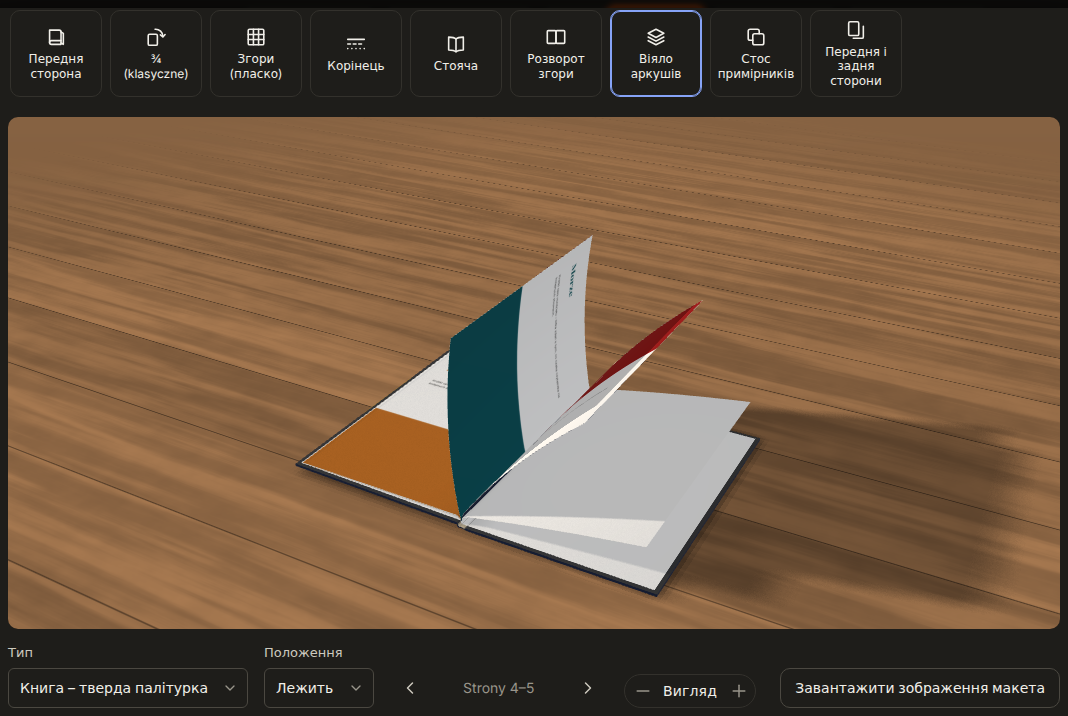 Передня
сторона
¾
(klasyczne)
Згори
(пласко)
Корінець
Стояча
Розворот
згори
Віяло
аркушів
Стос
примірників
Передня і
задня
сторони
Morze
Тип
Положення
Книга – тверда палітурка
Лежить
Strony 4–5
Вигляд
Завантажити зображення макета